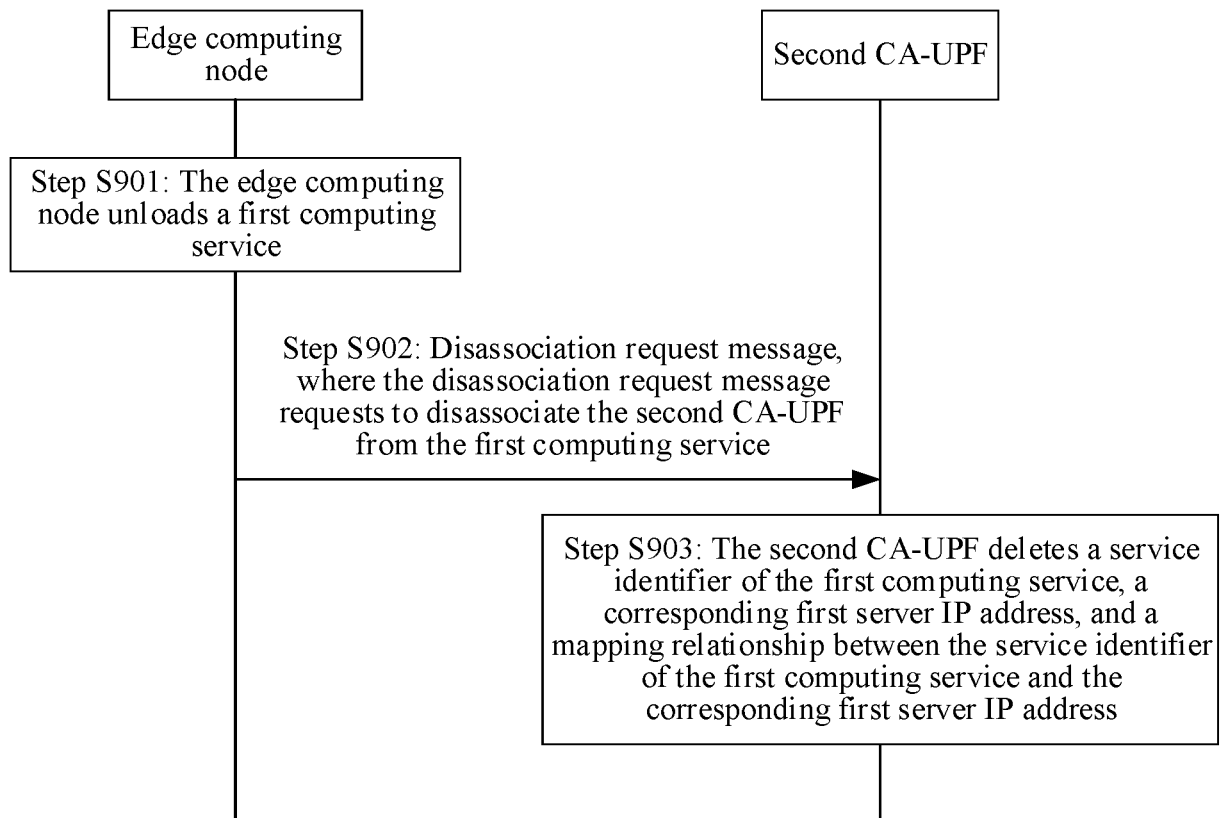 Edge computing
node
Second CA-UPF
Step S901: The edge computing
node unloads a first computing
service
Step S902: Disassociation request message,
where the disassociation request message
requests to disassociate the second CA-UPF
from the first computing service
Step S903: The second CA-UPF deletes a service
identifier of the first computing service, a
corresponding first server IP address, and a
mapping relationship between the service identifier
of the first computing service and the
corresponding first server IP address